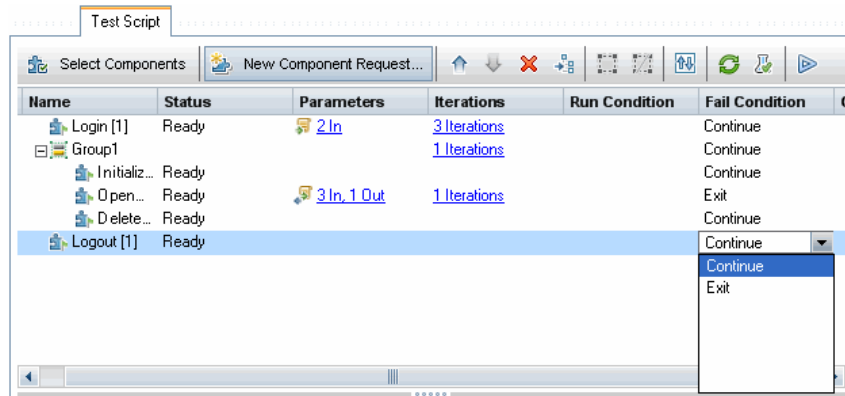 Test Script
Select Components New Component Request...
Name Status Parameters Iterations Run Condition Fail Condition
Login [1] Ready 2 In 3 Iterations Continue
Group1 1 Iterations Continue
Initializ... Ready Continue
Open... Ready 3 In, 1 Out 1 Iterations Exit
Delete... Ready Continue
Logout [1] Ready Continue
Continue
Exit